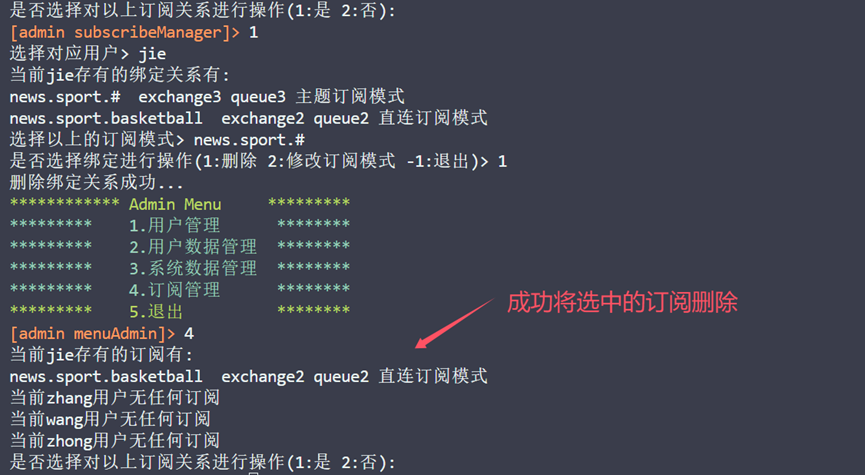 是否选择对以上订阅关系进行操作(1:是 2:否):
[admin subscribeManager]> 1
选择对应用户> jie
当前jie存有的绑定关系有:
news.sport.#  exchange3 queue3 主题订阅模式
news.sport.basketball  exchange2 queue2 直连订阅模式
选择以上的订阅模式> news.sport.#
是否选择绑定进行操作(1:删除 2:修改订阅模式 -1:退出)> 1
删除绑定关系成功...
************ Admin Menu     *********
*********    1.用户管理      ********
*********    2.用户数据管理  ********
*********    3.系统数据管理  ********
*********    4.订阅管理      ********
*********    5.退出          ********
[admin menuAdmin]> 4
成功将选中的订阅删除
当前jie存有的订阅有:
news.sport.basketball  exchange2 queue2 直连订阅模式
当前zhang用户无任何订阅
当前wang用户无任何订阅
当前zhong用户无任何订阅
是否选择对以上订阅关系进行操作(1:是 2:否):